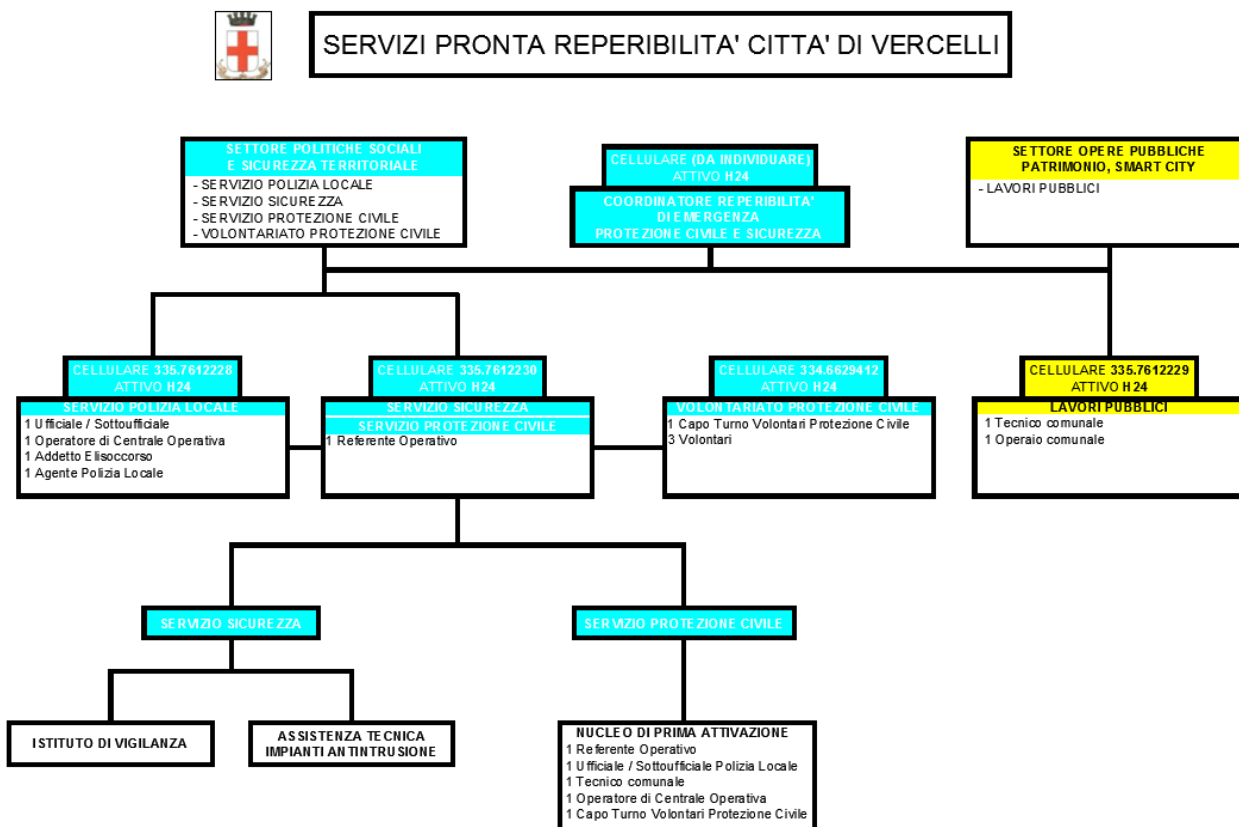 SERVIZI PRONTA REPERIBILITA' CITTA' DI VERCELLI
SETTORE POLITICHE SOCIALI
E SICUREZZA TERRITORIALE
- SERVIZIO POLIZIA LOCALE
- SERVIZIO SICUREZZA
- SERVIZIO PROTEZIONE CIVILE
- VOLONTARIATO PROTEZIONE CIVILE
CELLULARE (DA INDIVIDUARE)
ATTIVO H24
COORDINATORE REPERIBILITA'
DI EMERGENZA
PROTEZIONE CIVILE E SICUREZZA
SETTORE OPERE PUBBLICHE
PATRIMONIO, SMART CITY
- LAVORI PUBBLICI
CELLULARE 335.7612228
ATTIVO H24
SERVIZIO POLIZIA LOCALE
1 Ufficiale / Sottoufficiale
1 Operatore di Centrale Operativa
1 Addetto Elisoccorso
1 Agente Polizia Locale
CELLULARE 335.7612230
ATTIVO H24
SERVIZIO SICUREZZA
SERVIZIO PROTEZIONE CIVILE
1 Referente Operativo
CELLULARE 334.6629412
ATTIVO H24
VOLONTARIATO PROTEZIONE CIVILE
1 Capo Turno Volontari Protezione Civile
3 Volontari
CELLULARE 335.7612229
ATTIVO H24
LAVORI PUBBLICI
1 Tecnico comunale
1 Operaio comunale
SERVIZIO SICUREZZA
SERVIZIO PROTEZIONE CIVILE
ISTITUTO DI VIGILANZA
ASSISTENZA TECNICA
IMPIANTI ANTINTRUSIONE
NUCLEO DI PRIMA ATTIVAZIONE
1 Referente Operativo
1 Ufficiale / Sottoufficiale Polizia Locale
1 Tecnico comunale
1 Operatore di Centrale Operativa
1 Capo Turno Volontari Protezione Civile